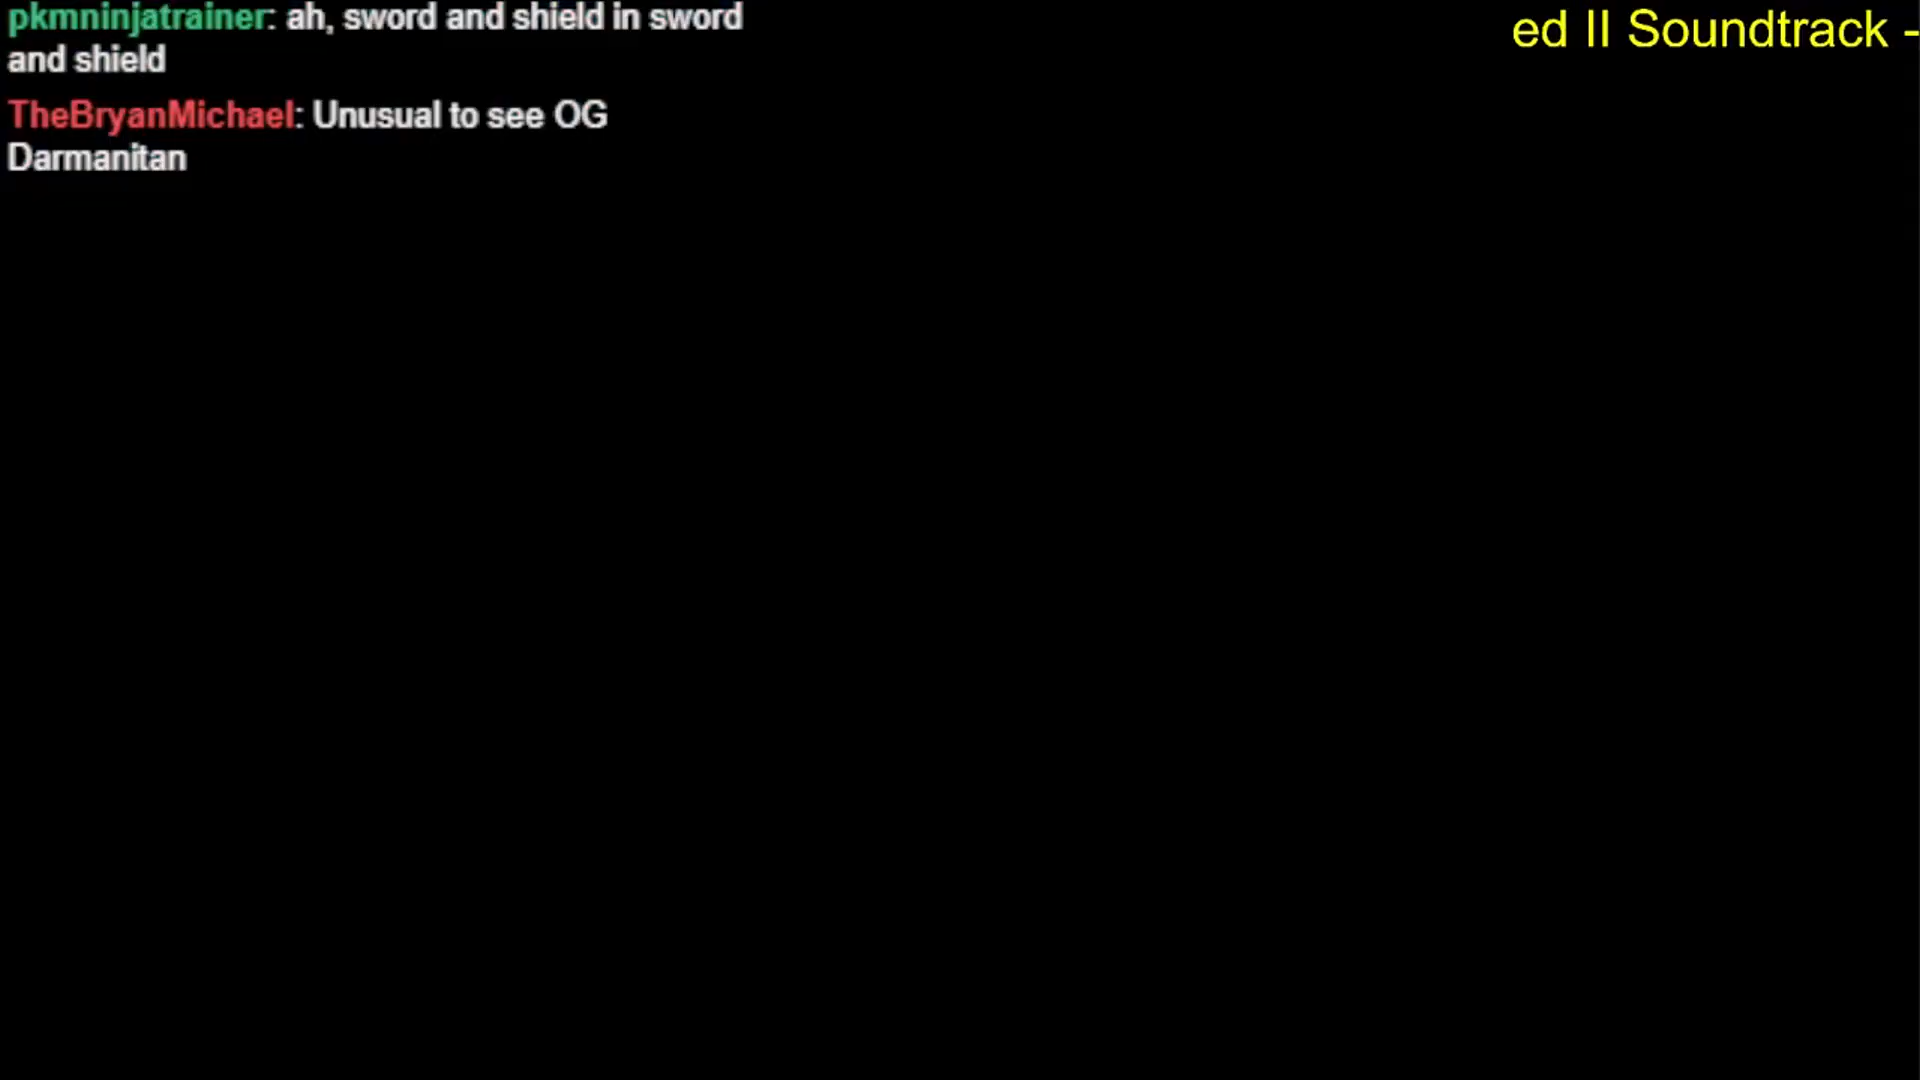 pkmninjatrainer: ah, sword and shield in sword
and shield
TheBryanMichael: Unusual to see OG
Darmanitan
ed II Soundtrack -